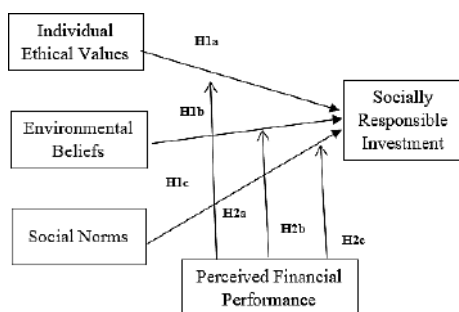 Individual
Ethical Values
H1a
Socially
Responsible
Investment
H1b
Environmental
Beliefs
H1c
Social Norms
H2a
H2b
H2c
Perceived Financial
Performance